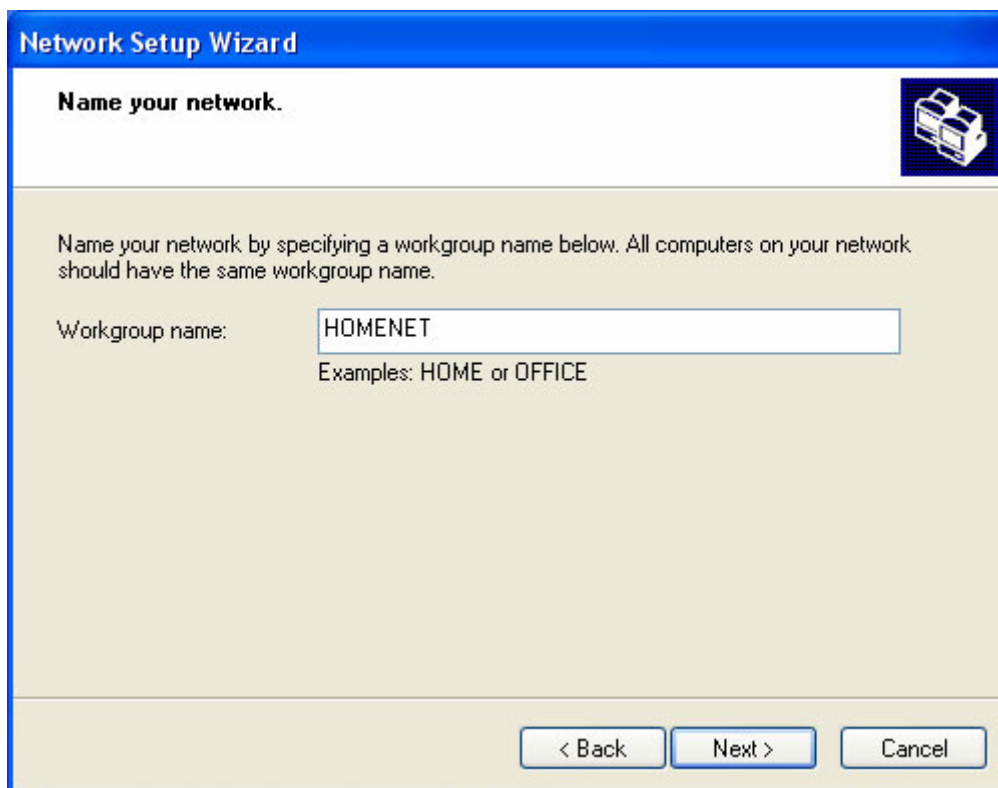 Network Setup Wizard
Name your network.
Name your network by specifying a workgroup name below. All computers on your network
should have the same workgroup name.
Workgroup name: HOMENET
Examples: HOME or OFFICE
< Back Next > Cancel